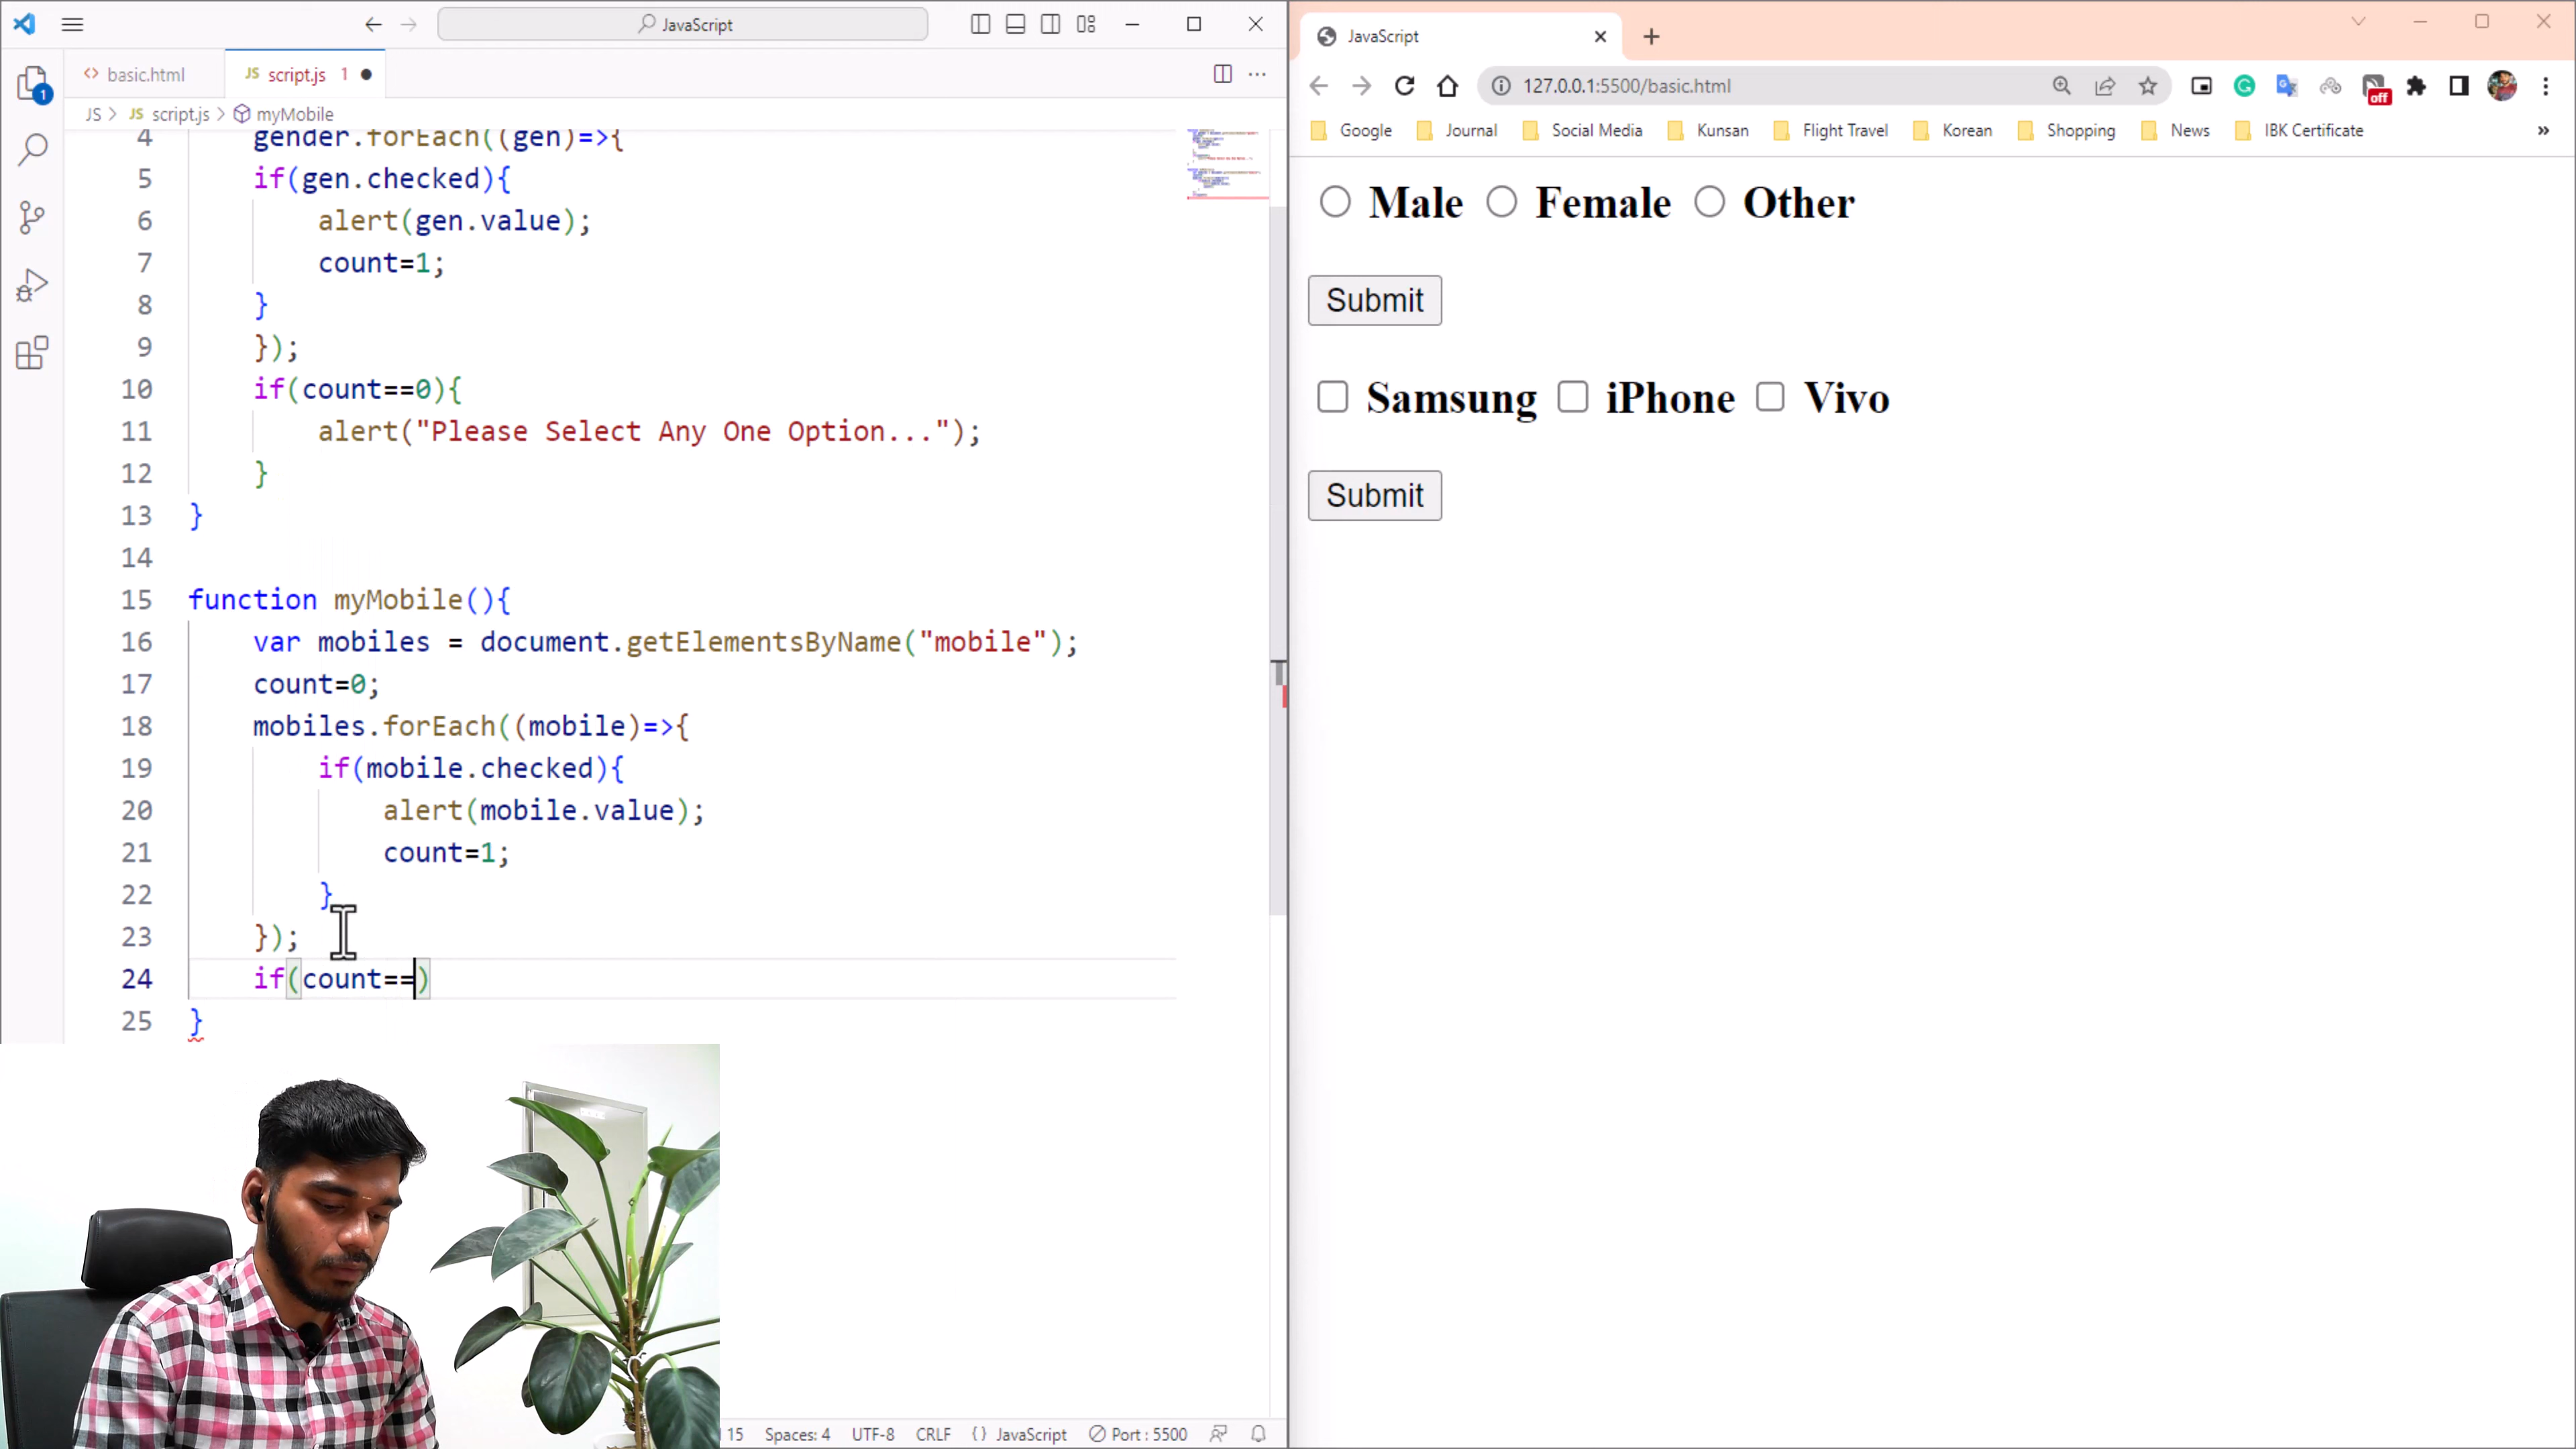 JavaScript
basic.html
JS script.js 1
JS > JS script.js > myMobile
4 gender.forEach((gen)=>{
5 if(gen.checked){
6 alert(gen.value);
7 count=1;
8 }
9 });
10 if(count==0){
11 alert("Please Select Any One Option...");
12 }
13 }
14
15 function myMobile(){
16 var mobiles = document.getElementsByName("mobile");
17 count=0;
18 mobiles.forEach((mobile)=>{
19 if(mobile.checked){
20 alert(mobile.value);
21 count=1;
22 }
23 });
24 if(count==)
25 }
15 Spaces: 4 UTF-8 CRLF {} JavaScript Port : 5500
JavaScript
127.0.0.1:5500/basic.html
off
Google Journal Social Media Kunsan Flight Travel Korean Shopping News IBK Certificate »
Male Female Other
Submit
Samsung iPhone Vivo
Submit